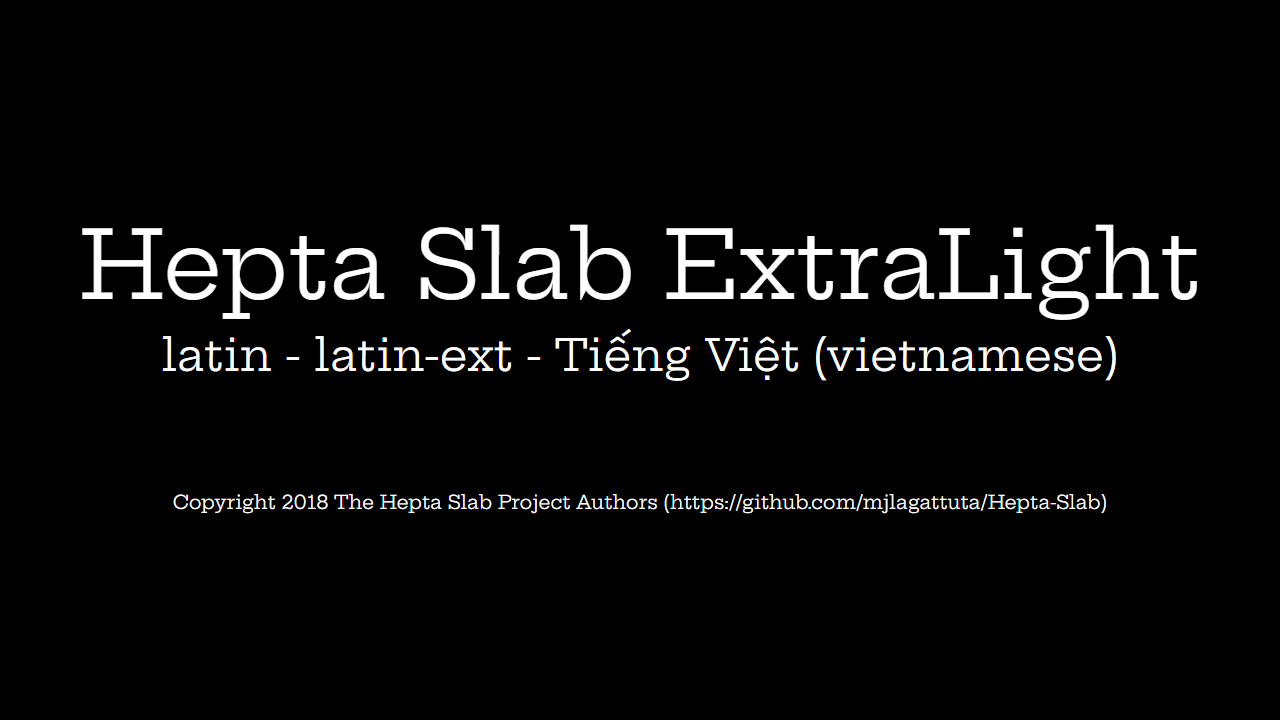 Hepta Slab ExtraLight
latin - latin-ext - Tiếng Việt (vietnamese)
Copyright 2018 The Hepta Slab Project Authors (https://github.com/mjlagattuta/Hepta-Slab)